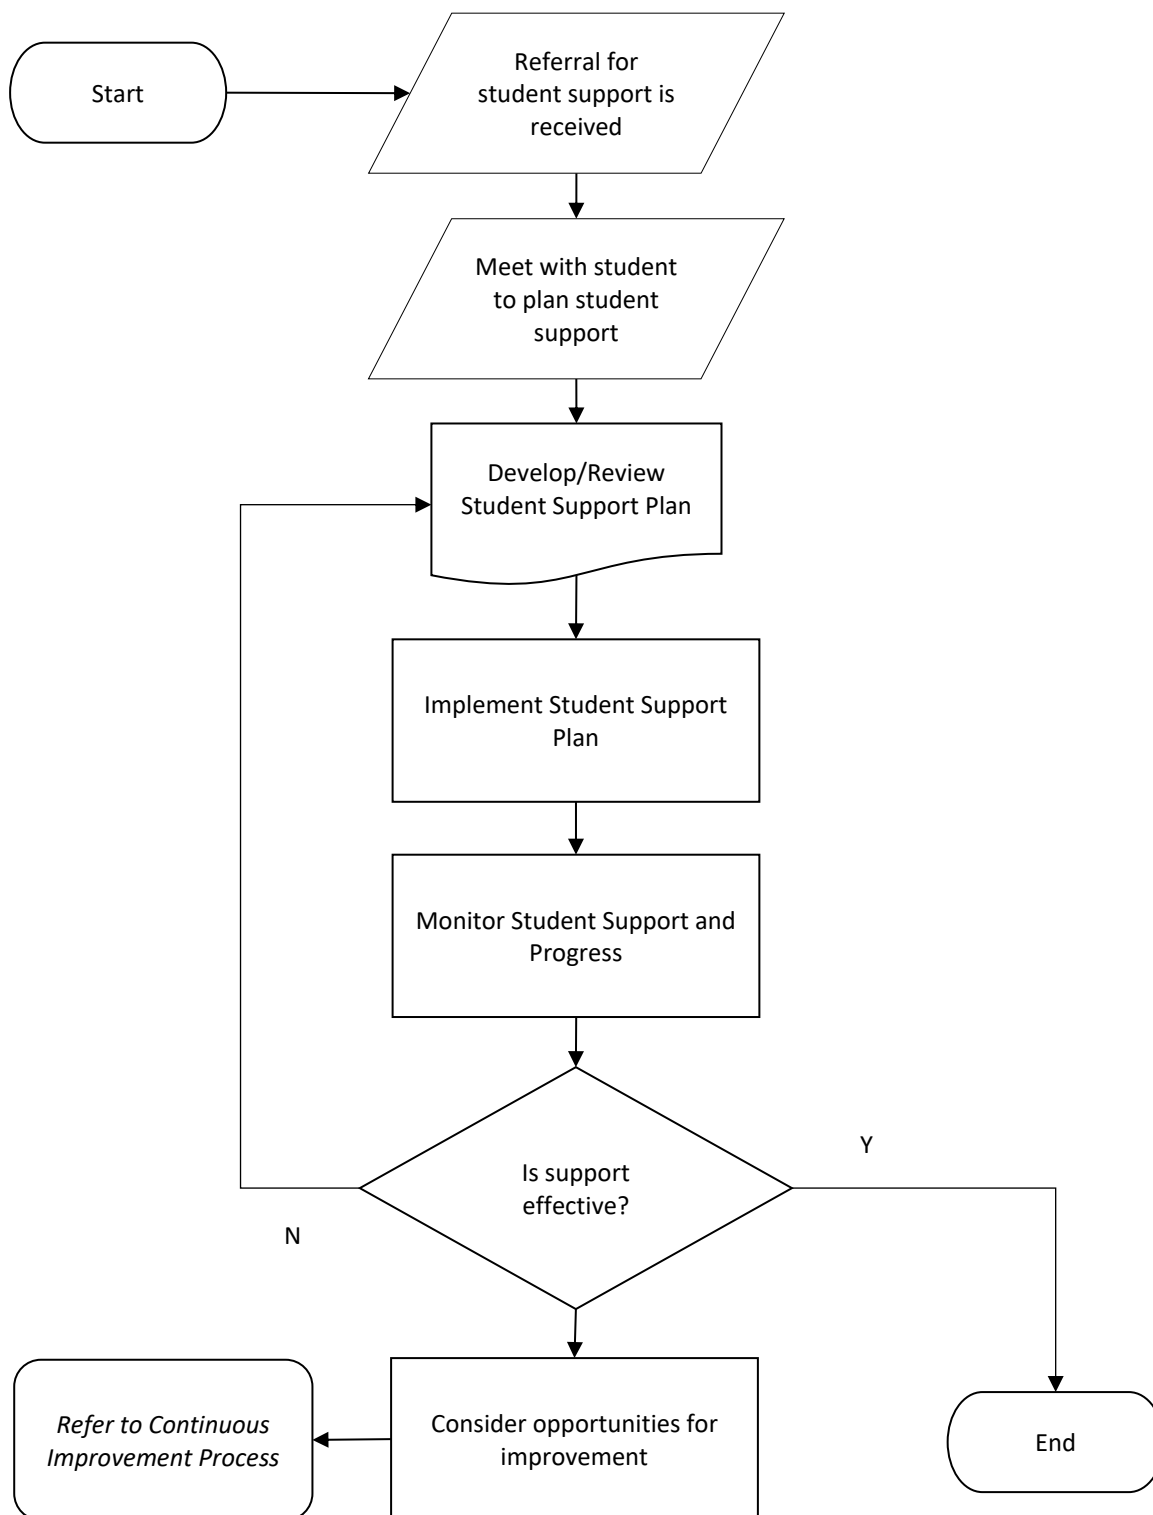 Start
Referral for
student support is
received
Meet with student
to plan student
support
Develop/Review
Student Support Plan
Implement Student Support
Plan
Monitor Student Support and
Progress
Is support
effective?
Y
N
Refer to Continuous
Improvement Process
Consider opportunities for
improvement
End